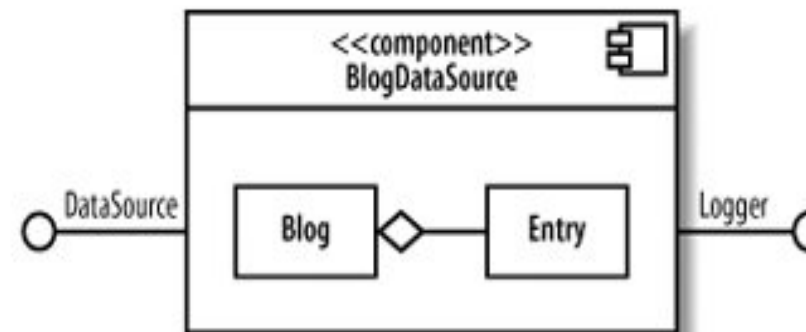 <<component>>
BlogDataSource
DataSource
Blog
Entry
Logger